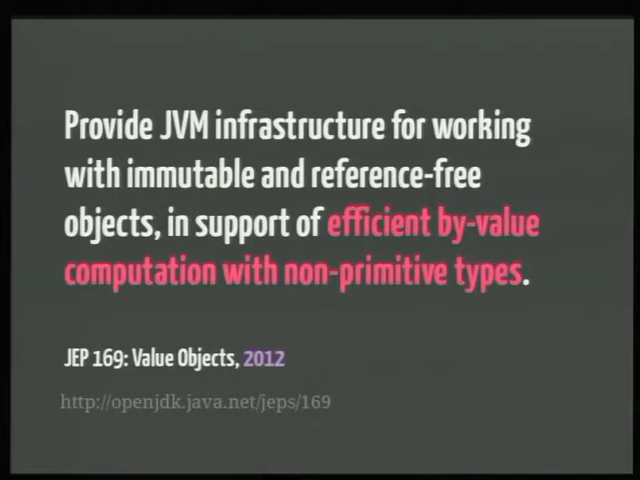 Provide JVM infrastructure for working
with immutable and reference-free
objects, in support of efficient by-value
computation with non-primitive types.
JEP 169: Value Objects, 2012
http://openjdk.java.net/jeps/169